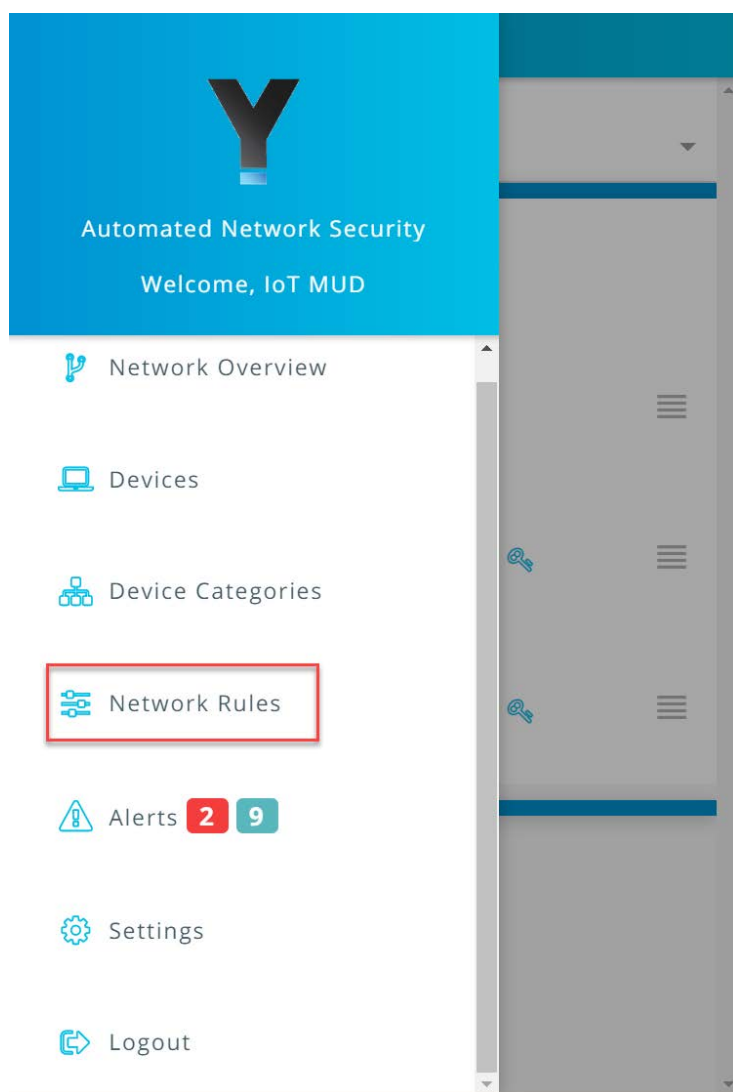 Y
Automated Network Security
Welcome, IoT MUD
Network Overview
Devices
Device Categories
Network Rules
Alerts 2 9
Settings
Logout